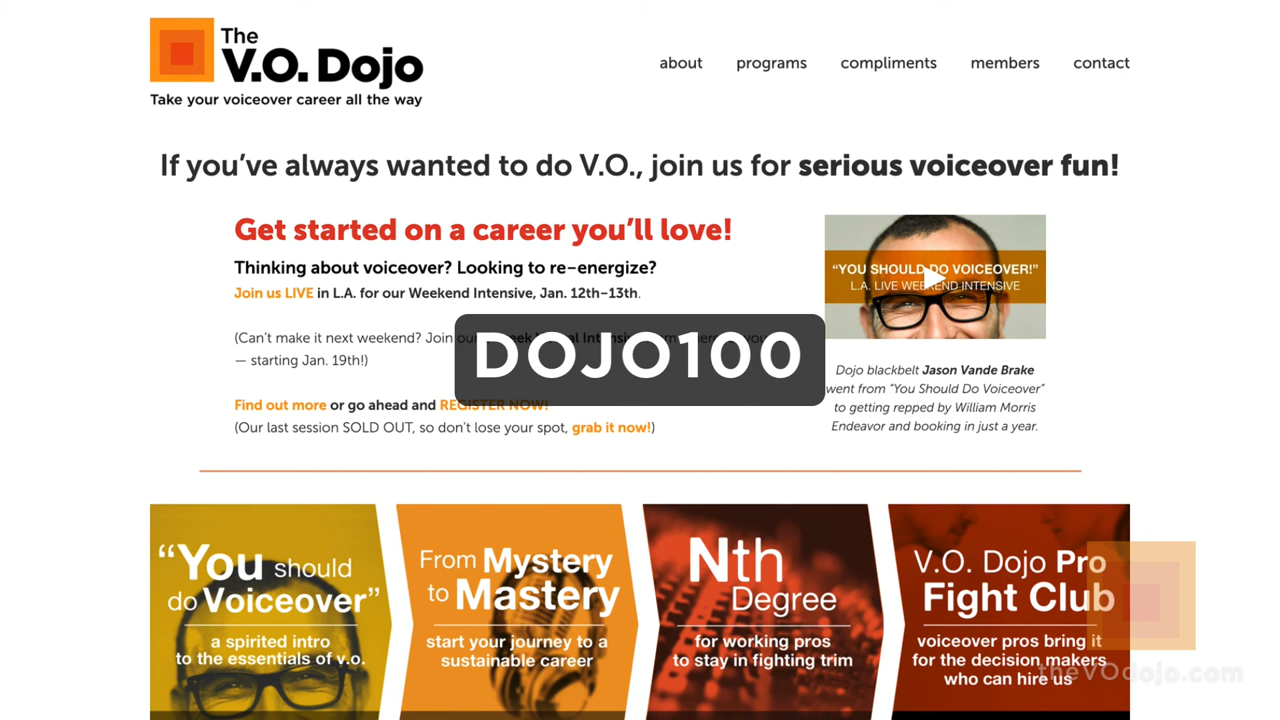 The
V.O. Dojo
Take your voiceover career all the way
about programs compliments members contact
If you've always wanted to do V.O., join us for serious voiceover fun!
Get started on a career you'll love!
Thinking about voiceover? Looking to re-energize?
Join us LIVE in L.A. for our Weekend Intensive, Jan. 12th-13th.
(Can't make it next weekend? Join
— starting Jan. 19th!)
DOJO100
Find out more or go ahead and REGISTER NOW!
(Our last session SOLD OUT, so don't lose your spot, grab it now!)
"YOU SHOULD DO VOICEOVER!"
L.A. LIVE WEEKEND INTENSIVE
Dojo blackbelt Jason Vande Brake
went from "You Should Do Voiceover"
to getting repped by William Morris
Endeavor and booking in just a year.
"You should
do Voiceover"
a spirited intro
to the essentials of v.o.
From Mystery
to Mastery
start your journey to a
sustainable career
Nth
Degree
for working pros
to stay in fighting trim
V.O. Dojo Pro
Fight Club
voiceover pros bring it
for the decision makers
who can hire us
theVOdojo.com